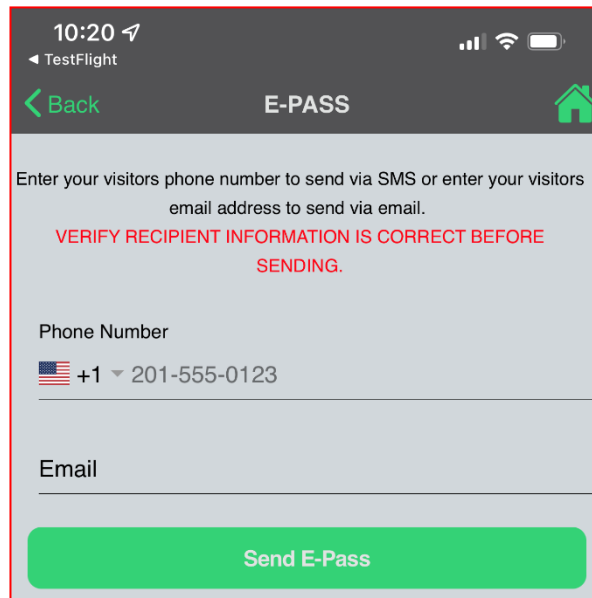 10:20
◀ TestFlight
Back
E-PASS
Enter your visitors phone number to send via SMS or enter your visitors
email address to send via email.
VERIFY RECIPIENT INFORMATION IS CORRECT BEFORE
SENDING.
Phone Number
+1 201-555-0123
Email
Send E-Pass